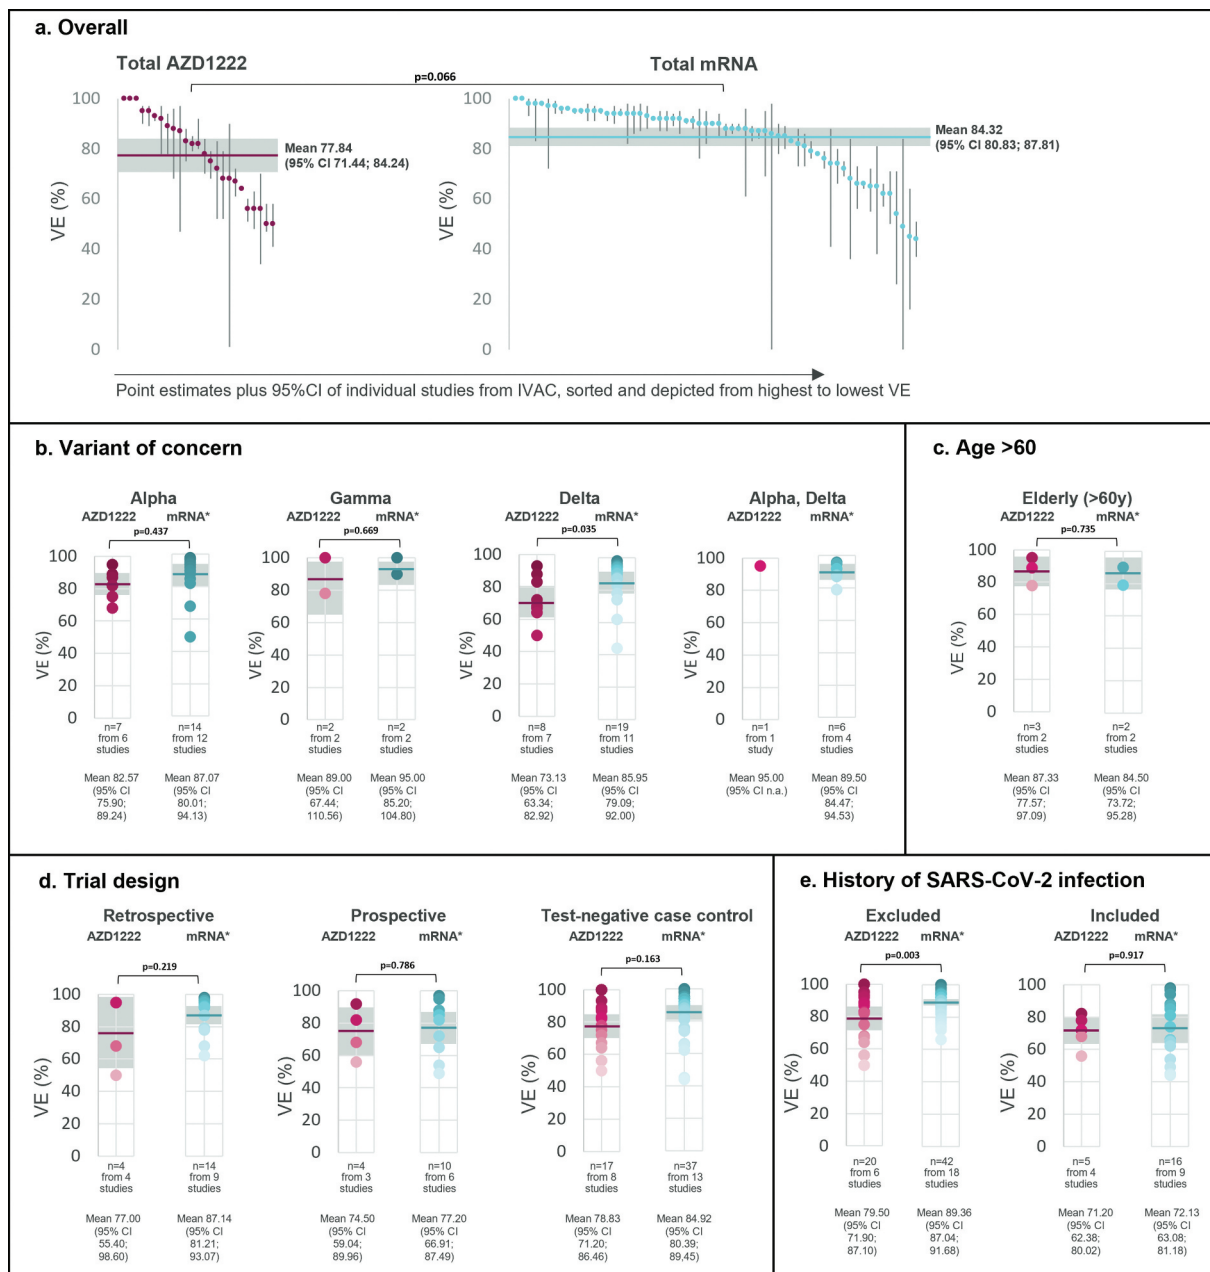 a. Overall
Total AZD1222
Total mRNA
p=0.066
100
80
60
40
20
0
VE (%)
Mean 77.84
(95% CI 71.44; 84.24)
100
80
60
40
20
0
VE (%)
Mean 84.32
(95% CI 80.83; 87.81)
Point estimates plus 95%CI of individual studies from IVAC, sorted and depicted from highest to lowest VE
b. Variant of concern
Alpha
AZD1222 mRNA*
p=0.437
100
80
60
40
20
0
VE (%)
n=7
from 6
studies
n=14
from 12
studies
Mean 82.57
(95% CI
75.90;
89.24)
Mean 87.07
(95% CI
80.01;
94.13)
Gamma
AZD1222 mRNA*
p=0.669
100
80
60
40
20
0
VE (%)
n=2
from 2
studies
n=2
from 2
studies
Mean 89.00
(95% CI
67.44;
110.56)
Mean 95.00
(95% CI
85.20;
104.80)
Delta
AZD1222 mRNA*
p=0.035
100
80
60
40
20
0
VE (%)
n=8
from 7
studies
n=19
from 11
studies
Mean 73.13
(95% CI
63.34;
82.92)
Mean 85.95
(95% CI
79.09;
92.00)
Alpha, Delta
AZD1222 mRNA*
100
80
60
40
20
0
VE (%)
n=1
from 1
study
n=6
from 4
studies
Mean 95.00
(95% CI n.a.)
Mean 89.50
(95% CI
84.47;
94.53)
c. Age >60
Elderly (>60y)
AZD1222 mRNA*
p=0.735
100
80
60
40
20
0
VE (%)
n=3
from 2
studies
n=2
from 2
studies
Mean 87.33
(95% CI
77.57;
97.09)
Mean 84.50
(95% CI
73.72;
95.28)
d. Trial design
Retrospective
AZD1222 mRNA*
p=0.219
100
80
60
40
20
0
VE (%)
n=4
from 4
studies
n=14
from 9
studies
Mean 77.00
(95% CI
55.40;
98.60)
Mean 87.14
(95% CI
81.21;
93.07)
Prospective
AZD1222 mRNA*
p=0.786
100
80
60
40
20
0
VE (%)
n=4
from 3
studies
n=10
from 6
studies
Mean 74.50
(95% CI
59.04;
89.96)
Mean 77.20
(95% CI
66.91;
87.49)
Test-negative case control
AZD1222 mRNA*
p=0.163
100
80
60
40
20
0
VE (%)
n=17
from 8
studies
n=37
from 13
studies
Mean 78.83
(95% CI
71.20;
86.46)
Mean 84.92
(95% CI
80.39;
89,45)
e. History of SARS-CoV-2 infection
Excluded
AZD1222 mRNA*
p=0.003
100
80
60
40
20
0
VE (%)
n=20
from 6
studies
n=42
from 18
studies
Mean 79.50
(95% CI
71.90;
87.10)
Mean 89.36
(95% CI
87.04;
91.68)
Included
AZD1222 mRNA*
p=0.917
100
80
60
40
20
0
VE (%)
n=5
from 4
studies
n=16
from 9
studies
Mean 71.20
(95% CI
62.38;
80.02)
Mean 72.13
(95% CI
63.08;
81.18)